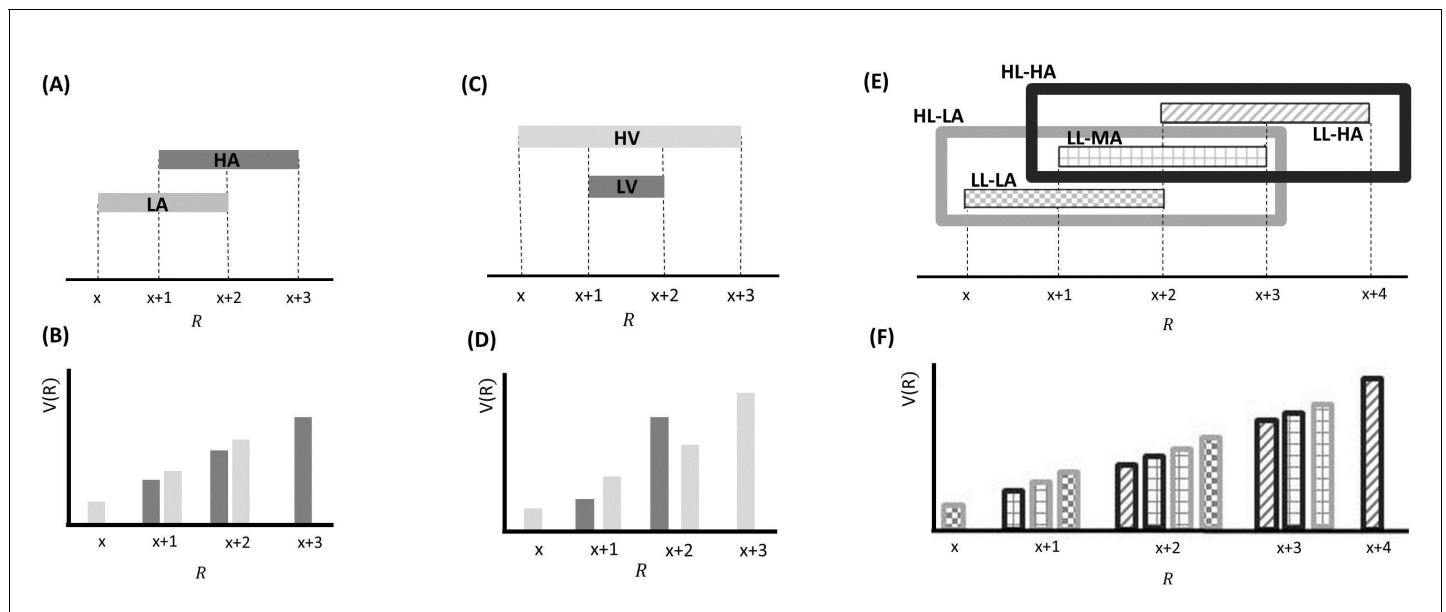 (A)
HA
LA
x x+1 x+2 x+3
R
(B)
V(R)
x x+1 x+2 x+3
R
(C)
HV
LV
x x+1 x+2 x+3
R
(D)
V(R)
x x+1 x+2 x+3
R
(E)
HL-HA
HL-LA
LL-HA
LL-MA
LL-LA
x x+1 x+2 x+3 x+4
R
(F)
V(R)
x x+1 x+2 x+3 x+4
R